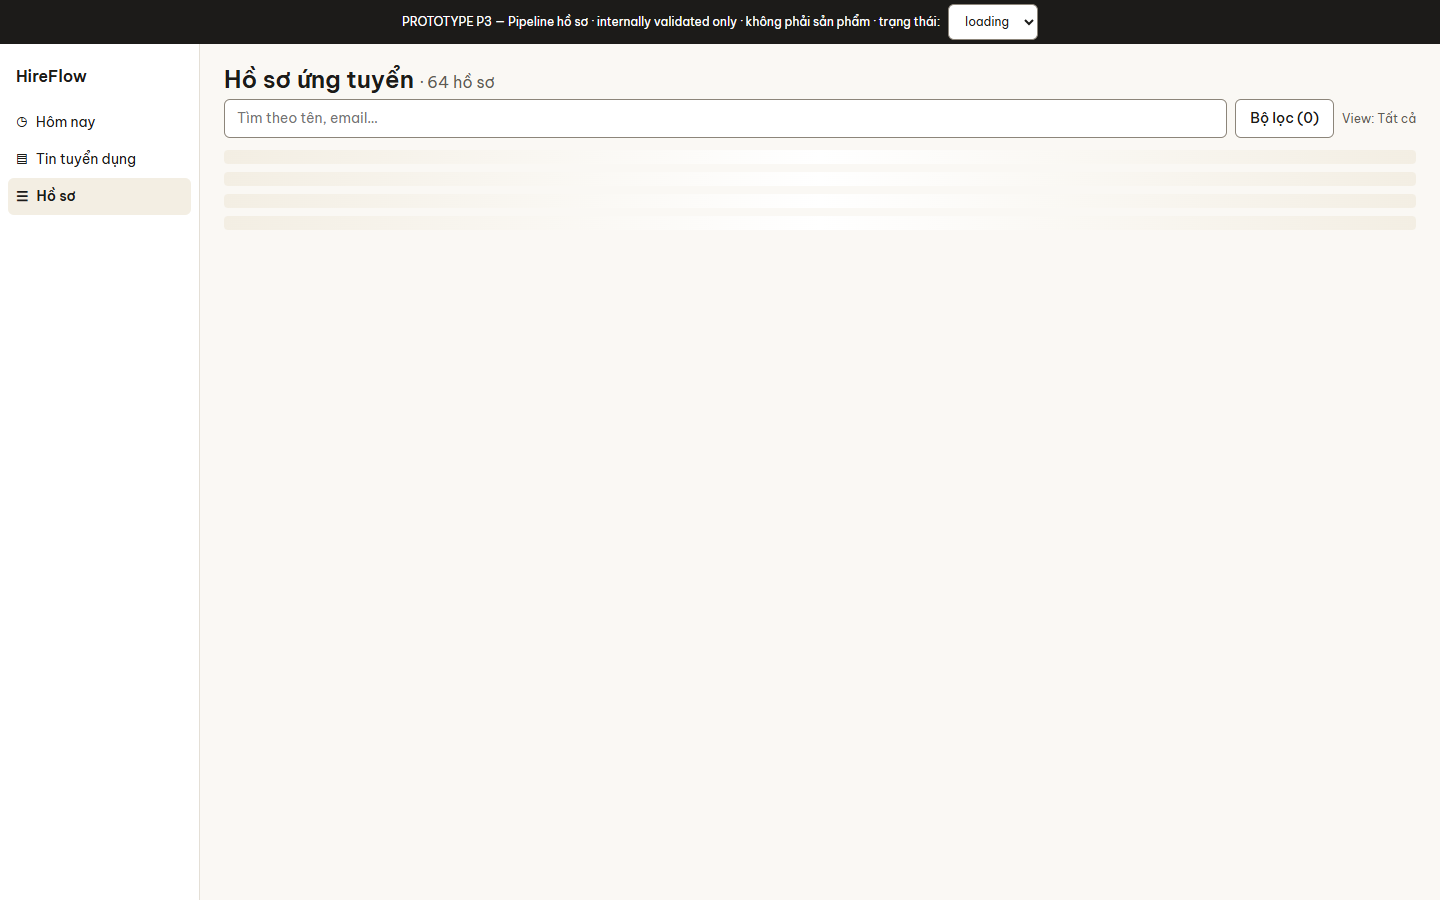 PROTOTYPE P3 — Pipeline hồ sơ · internally validated only · không phải sản phẩm · trạng thái: loading
HireFlow
Hôm nay
Tin tuyển dụng
Hồ sơ
Hồ sơ ứng tuyển · 64 hồ sơ
Tìm theo tên, email...
Bộ lọc (0)
View: Tất cả